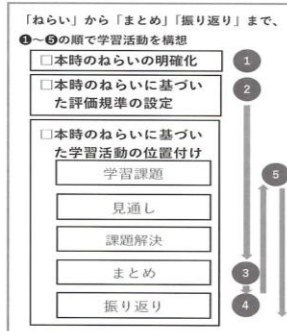 「ねらい」から「まとめ」「振り返り」まで、
❶～❺の順で学習活動を構想
□本時のねらいの明確化
1
□本時のねらいに基づい
た評価規準の設定
2
□本時のねらいに基づい
た学習活動の位置付け
学習課題
5
見通し
課題解決
まとめ
3
振り返り
4